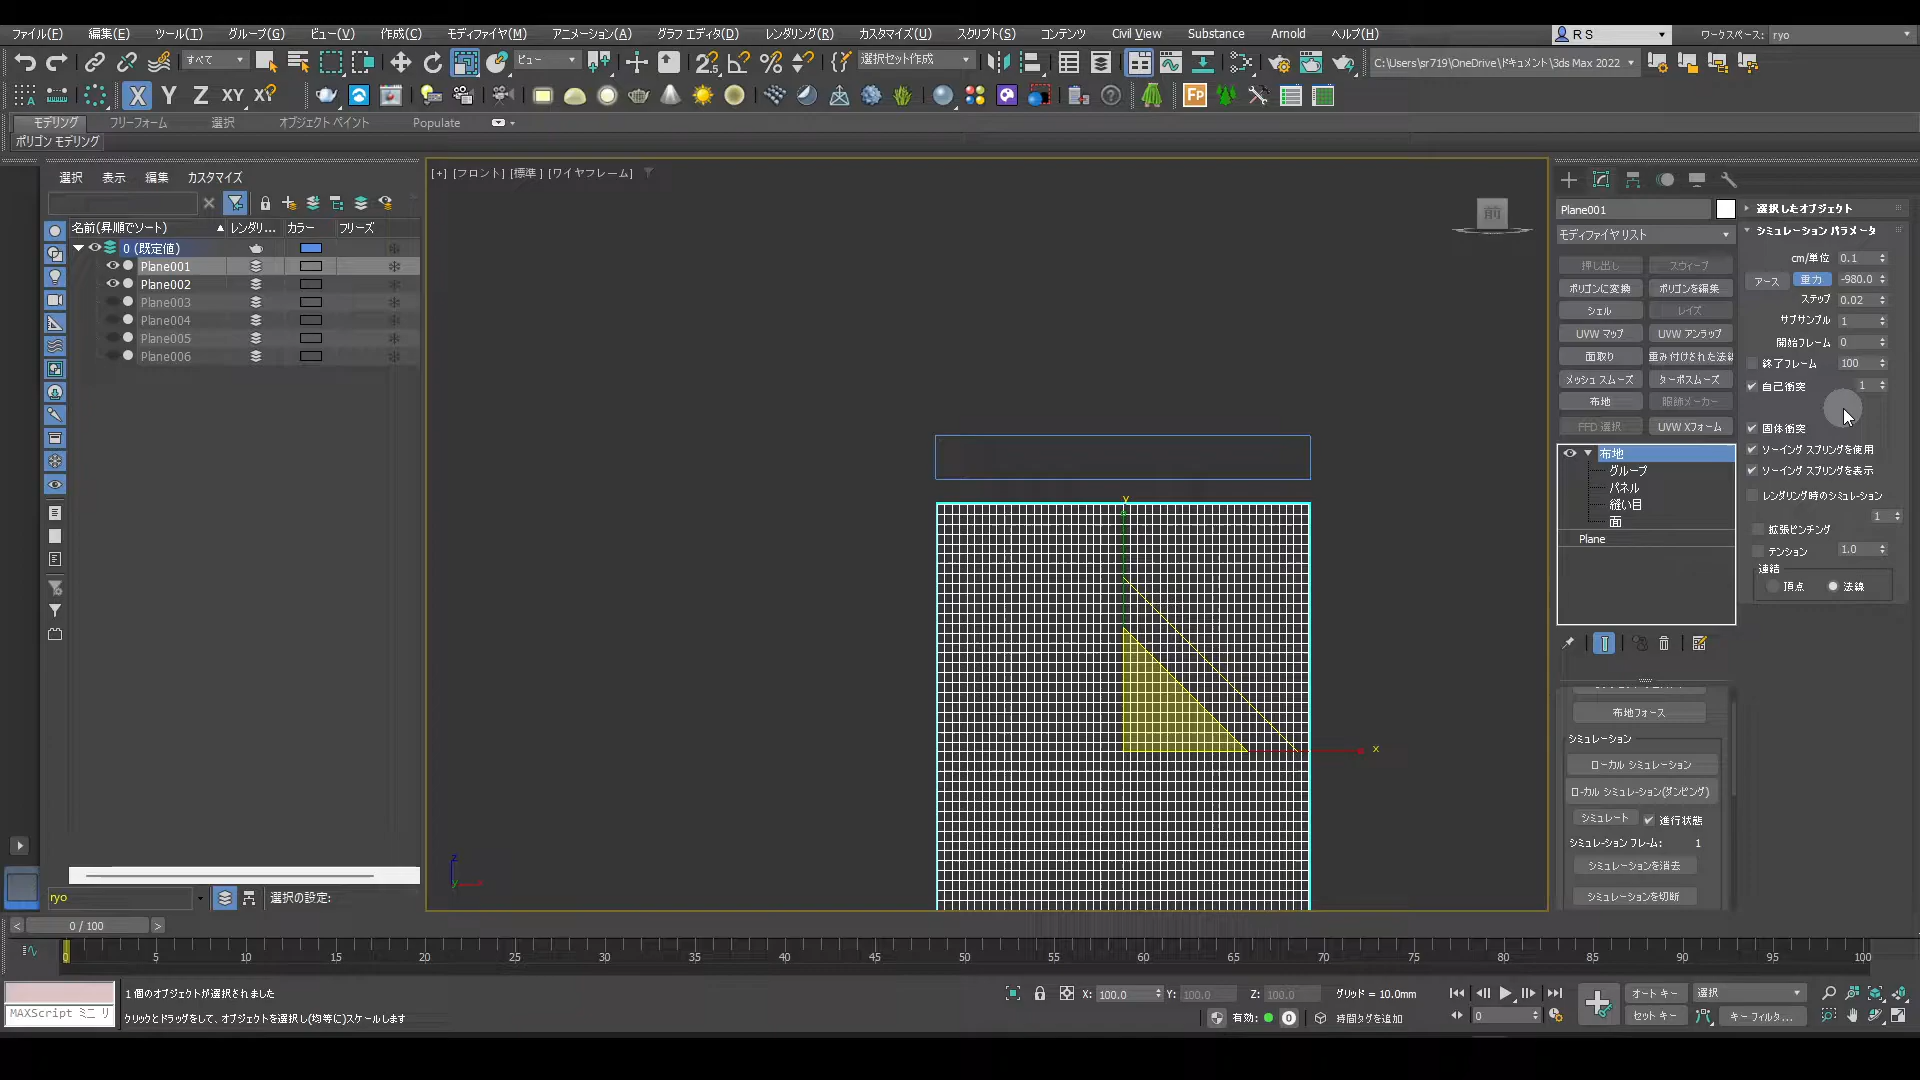 ファイル(F) 編集(E) ツール(T) グループ(G) ビュー(V) 作成(C) モディファイヤ(M) アニメーション(A) グラフ エディタ(D) レンダリング(R) カスタマイズ(U) スクリプト(S) コンテンツ Civil View Substance Arnold ヘルプ(H) R S ワークスペース: ryo
すべて ビュー 選択セット作成 C:\Users\sr719\OneDrive\ドキュメント\3ds Max 2022
X Y Z XY XY
モデリング フリーフォーム 選択 オブジェクト ペイント Populate
ポリゴン モデリング
選択 表示 編集 カスタマイズ
名前(昇順でソート) レンダリ... カラー フリーズ
0 (既定値)
Plane001
Plane002
Plane003
Plane004
Plane005
Plane006
ryo 選択の設定:
[+] [フロント] [標準] [ワイヤフレーム]
前
y
x
z
y
Plane001
モディファイヤリスト
押し出し スウィープ
ポリゴンに変換 ポリゴンを編集
シェル レイズ
UVW マップ UVW アンラップ
面取り 重み付けされた法線
メッシュ スムーズ ターボスムーズ
布地 服飾メーカー
FFD 選択 UVW Xフォーム
布地
グループ
パネル
縫い目
面
Plane
布地フォース
シミュレーション
ローカル シミュレーション
ローカル シミュレーション(ダンピング)
シミュレート 進行状態
シミュレーション フレーム: 1
シミュレーションを消去
シミュレーションを切断
選択したオブジェクト
シミュレーション パラメータ
cm/単位 0.1
アース 重力 -980.0
ステップ 0.02
サブサンプル 1
開始フレーム 0
終了フレーム 100
自己衝突 1
固体衝突
ソーイング スプリングを使用
ソーイング スプリングを表示
レンダリング時のシミュレーション
1
拡張ピンチング
テンション 1.0
連結
頂点 法線
0 / 100
0 5 10 15 20 25 30 35 40 45 50 55 60 65 70 75 80 85 90 95 100
1 個のオブジェクトが選択されました
MAXScript ミニ リ
クリックとドラッグをして、オブジェクトを選択し(均等に)スケールします
X: 100.0 Y: 100.0 Z: 100.0 グリッド = 10.0mm
有効: 0 時間タグを追加
0
オート キー 選択
セット キー キー フィルタ...